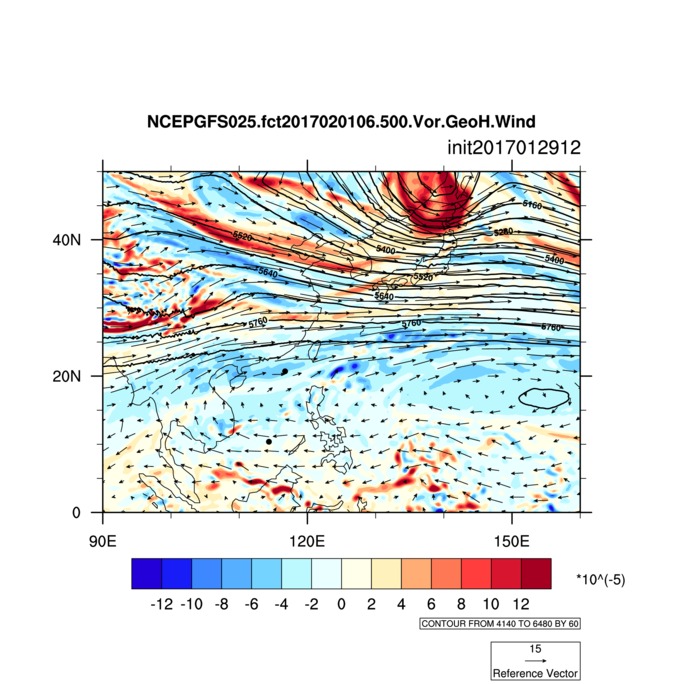 NCEPGFS025.fct2017020106.500.Vor.GeoH.Wind
init2017012912
5160
5280
5520
5400
5400
5640
5520
5640
5760
5760
5760
40N
20N
0
90E
120E
150E
-12 -10 -8 -6 -4 -2 0 2 4 6 8 10 12
*10^(-5)
CONTOUR FROM 4140 TO 6480 BY 60
15
Reference Vector